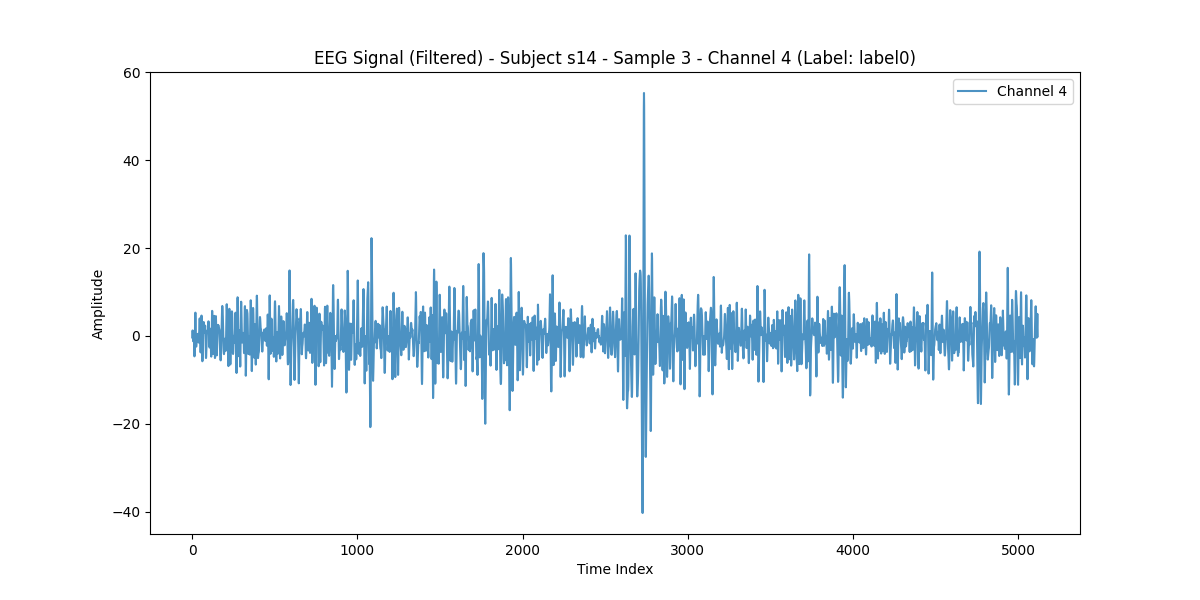 EEG Signal (Filtered) - Subject s14 - Sample 3 - Channel 4 (Label: label0)
Channel 4
60
40
20
0
−20
−40
Amplitude
0 1000 2000 3000 4000 5000
Time Index